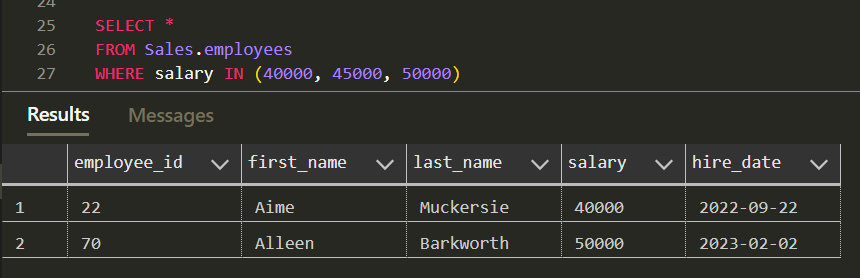 24
25 SELECT *
26 FROM Sales.employees
27 WHERE salary IN (40000, 45000, 50000)
Results Messages
employee_id first_name last_name salary hire_date
1 22 Aime Muckersie 40000 2022-09-22
2 70 Alleen Barkworth 50000 2023-02-02